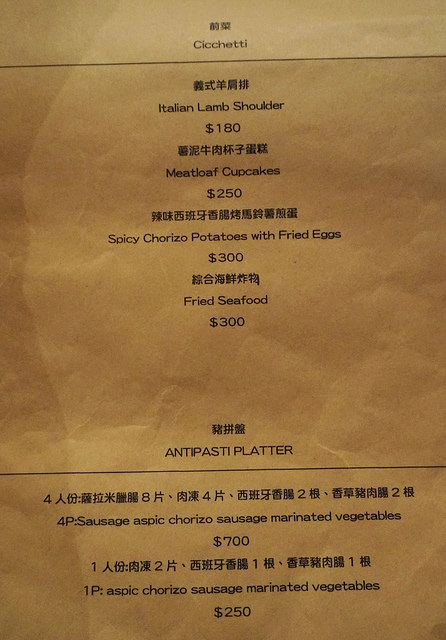 前菜
Cicchetti
義式羊肩排
Italian Lamb Shoulder
$180
薯泥牛肉杯子蛋糕
Meatloaf Cupcakes
$250
辣味西班牙香腸烤馬鈴薯煎蛋
Spicy Chorizo Potatoes with Fried Eggs
$300
綜合海鮮炸物
Fried Seafood
$300
豬拼盤
ANTIPASTI PLATTER
4人份:薩拉米臘腸8片、肉凍4片、西班牙香腸2根、香草豬肉腸2根
4P:Sausage aspic chorizo sausage marinated vegetables
$700
1人份:肉凍2片、西班牙香腸1根、香草豬肉腸1根
1P: aspic chorizo sausage marinated vegetables
$250